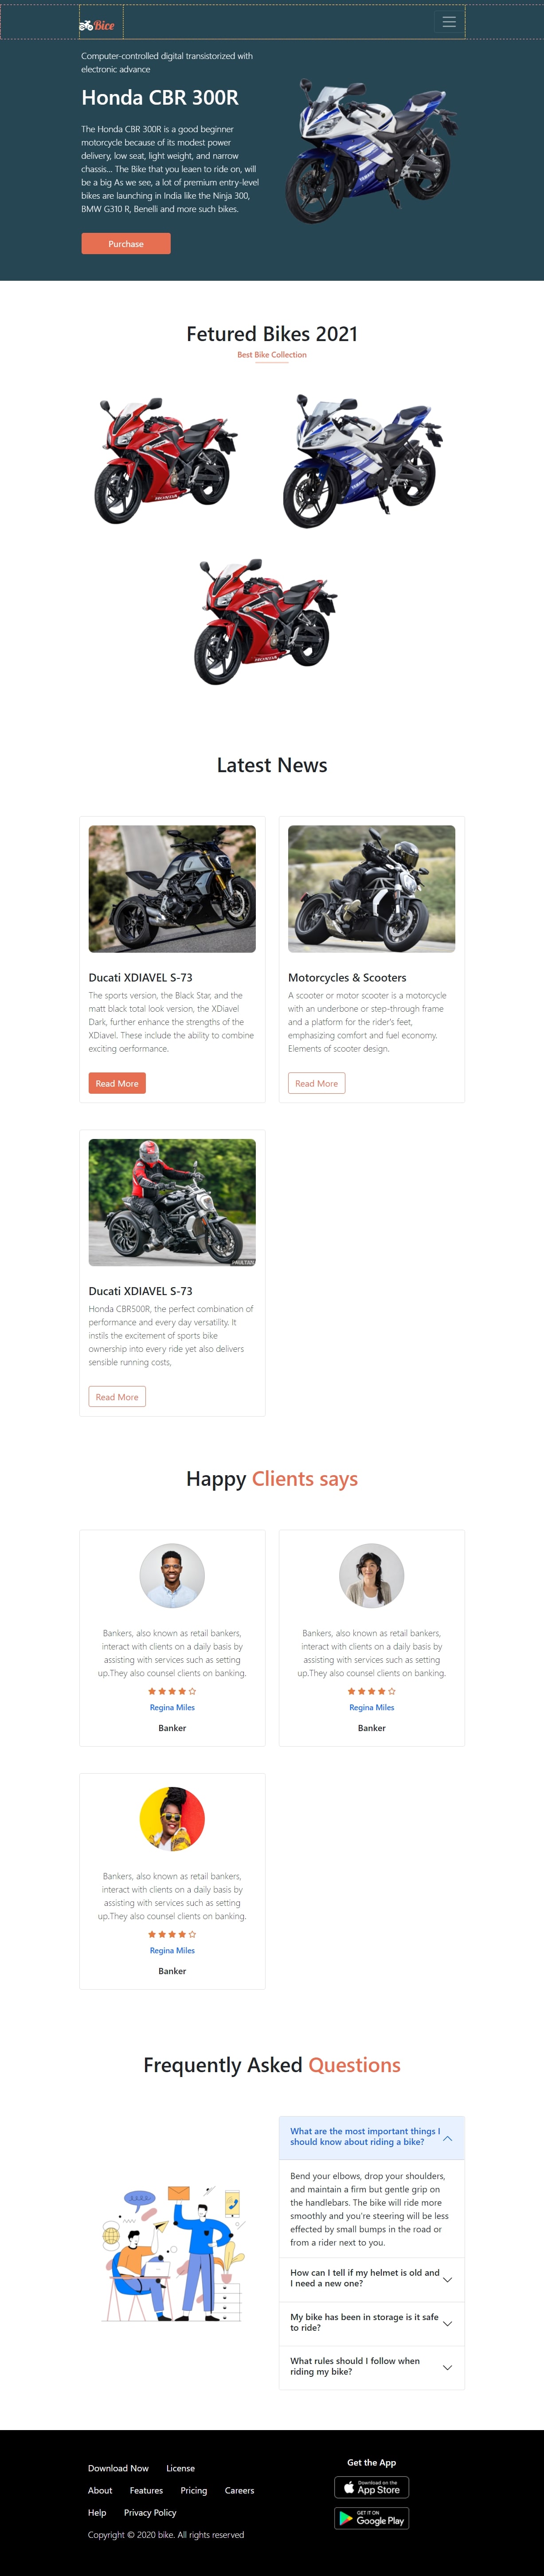 Bice
Computer-controlled digital transistorized with
electronic advance
Honda CBR 300R
The Honda CBR 300R is a good beginner
motorcycle because of its modest power
delivery, low seat, light weight, and narrow
chassis... The Bike that you leaen to ride on, will
be a big As we see, a lot of premium entry-level
bikes are launching in India like the Ninja 300,
BMW G310 R, Benelli and more such bikes.
Purchase
Fetured Bikes 2021
Best Bike Collection
HONDA
HONDA
Latest News
Ducati XDIAVEL S-73
The sports version, the Black Star, and the
matt black total look version, the XDiavel
Dark, further enhance the strengths of the
XDiavel. These include the ability to combine
exciting oerformance.
Read More
Motorcycles & Scooters
A scooter or motor scooter is a motorcycle
with an underbone or step-through frame
and a platform for the rider's feet,
emphasizing comfort and fuel economy.
Elements of scooter design.
Read More
PAULTAN
Ducati XDIAVEL S-73
Honda CBR500R, the perfect combination of
performance and every day versatility. It
instils the excitement of sports bike
ownership into every ride yet also delivers
sensible running costs,
Read More
Happy Clients says
Bankers, also known as retail bankers,
interact with clients on a daily basis by
assisting with services such as setting
up.They also counsel clients on banking.
Regina Miles
Banker
Bankers, also known as retail bankers,
interact with clients on a daily basis by
assisting with services such as setting
up.They also counsel clients on banking.
Regina Miles
Banker
Bankers, also known as retail bankers,
interact with clients on a daily basis by
assisting with services such as setting
up.They also counsel clients on banking.
Regina Miles
Banker
Frequently Asked Questions
What are the most important things I
should know about riding a bike?
Bend your elbows, drop your shoulders,
and maintain a firm but gentle grip on
the handlebars. The bike will ride more
smoothly and you're steering will be less
effected by small bumps in the road or
from a rider next to you.
How can I tell if my helmet is old and
I need a new one?
My bike has been in storage is it safe
to ride?
What rules should I follow when
riding my bike?
Download Now License
About Features Pricing Careers
Help Privacy Policy
Copyright © 2020 bike. All rights reserved
Get the App
Download on the
App Store
GET IT ON
Google Play